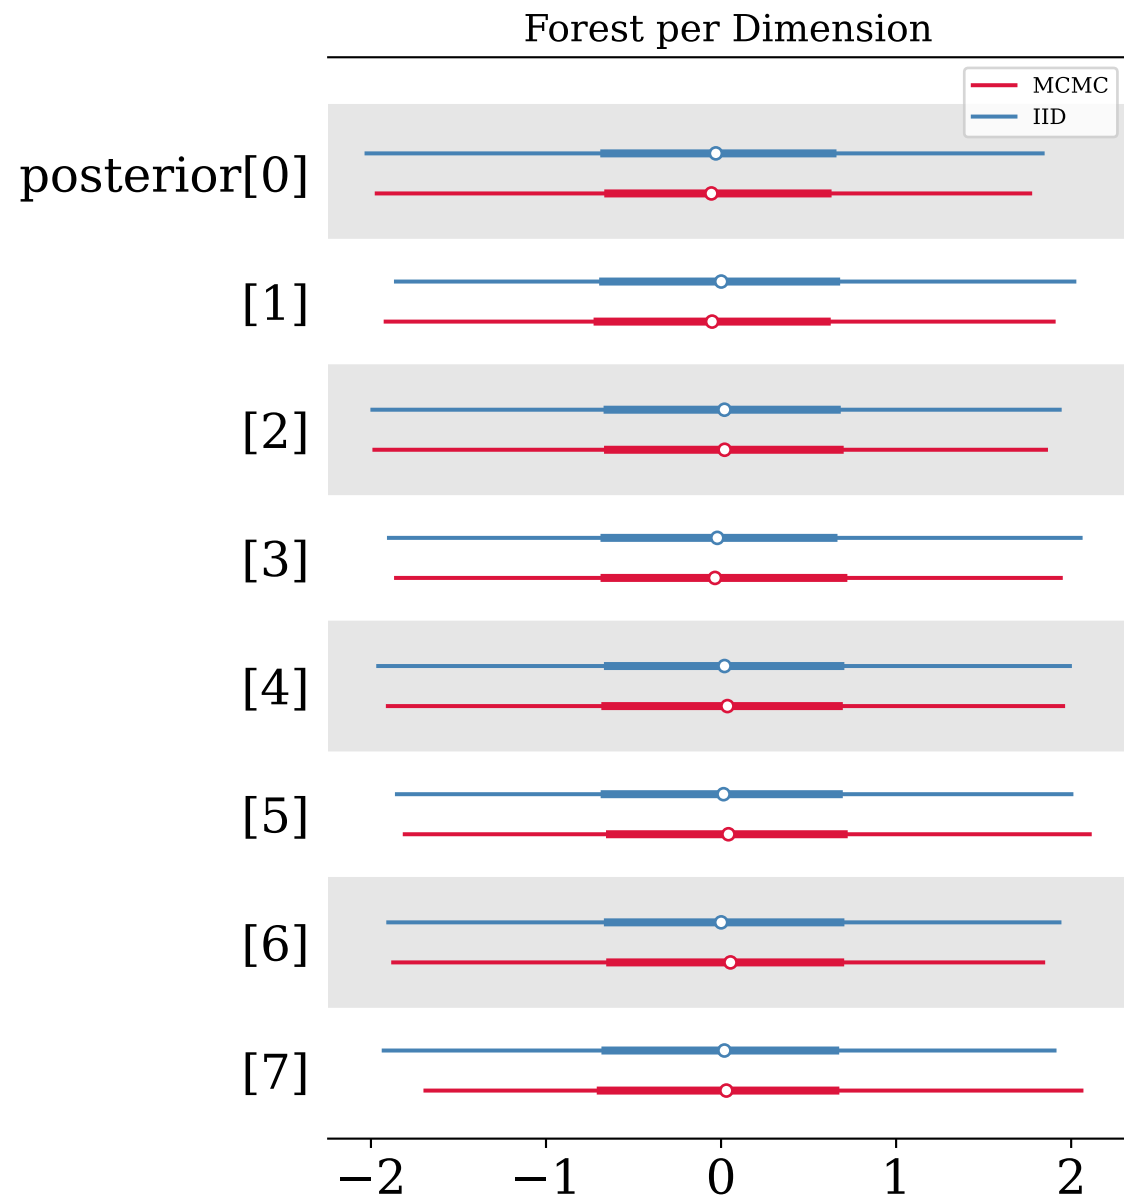 Forest per Dimension
MCMC
IID
posterior[0]
[1]
[2]
[3]
[4]
[5]
[6]
[7]
−2 −1 0 1 2